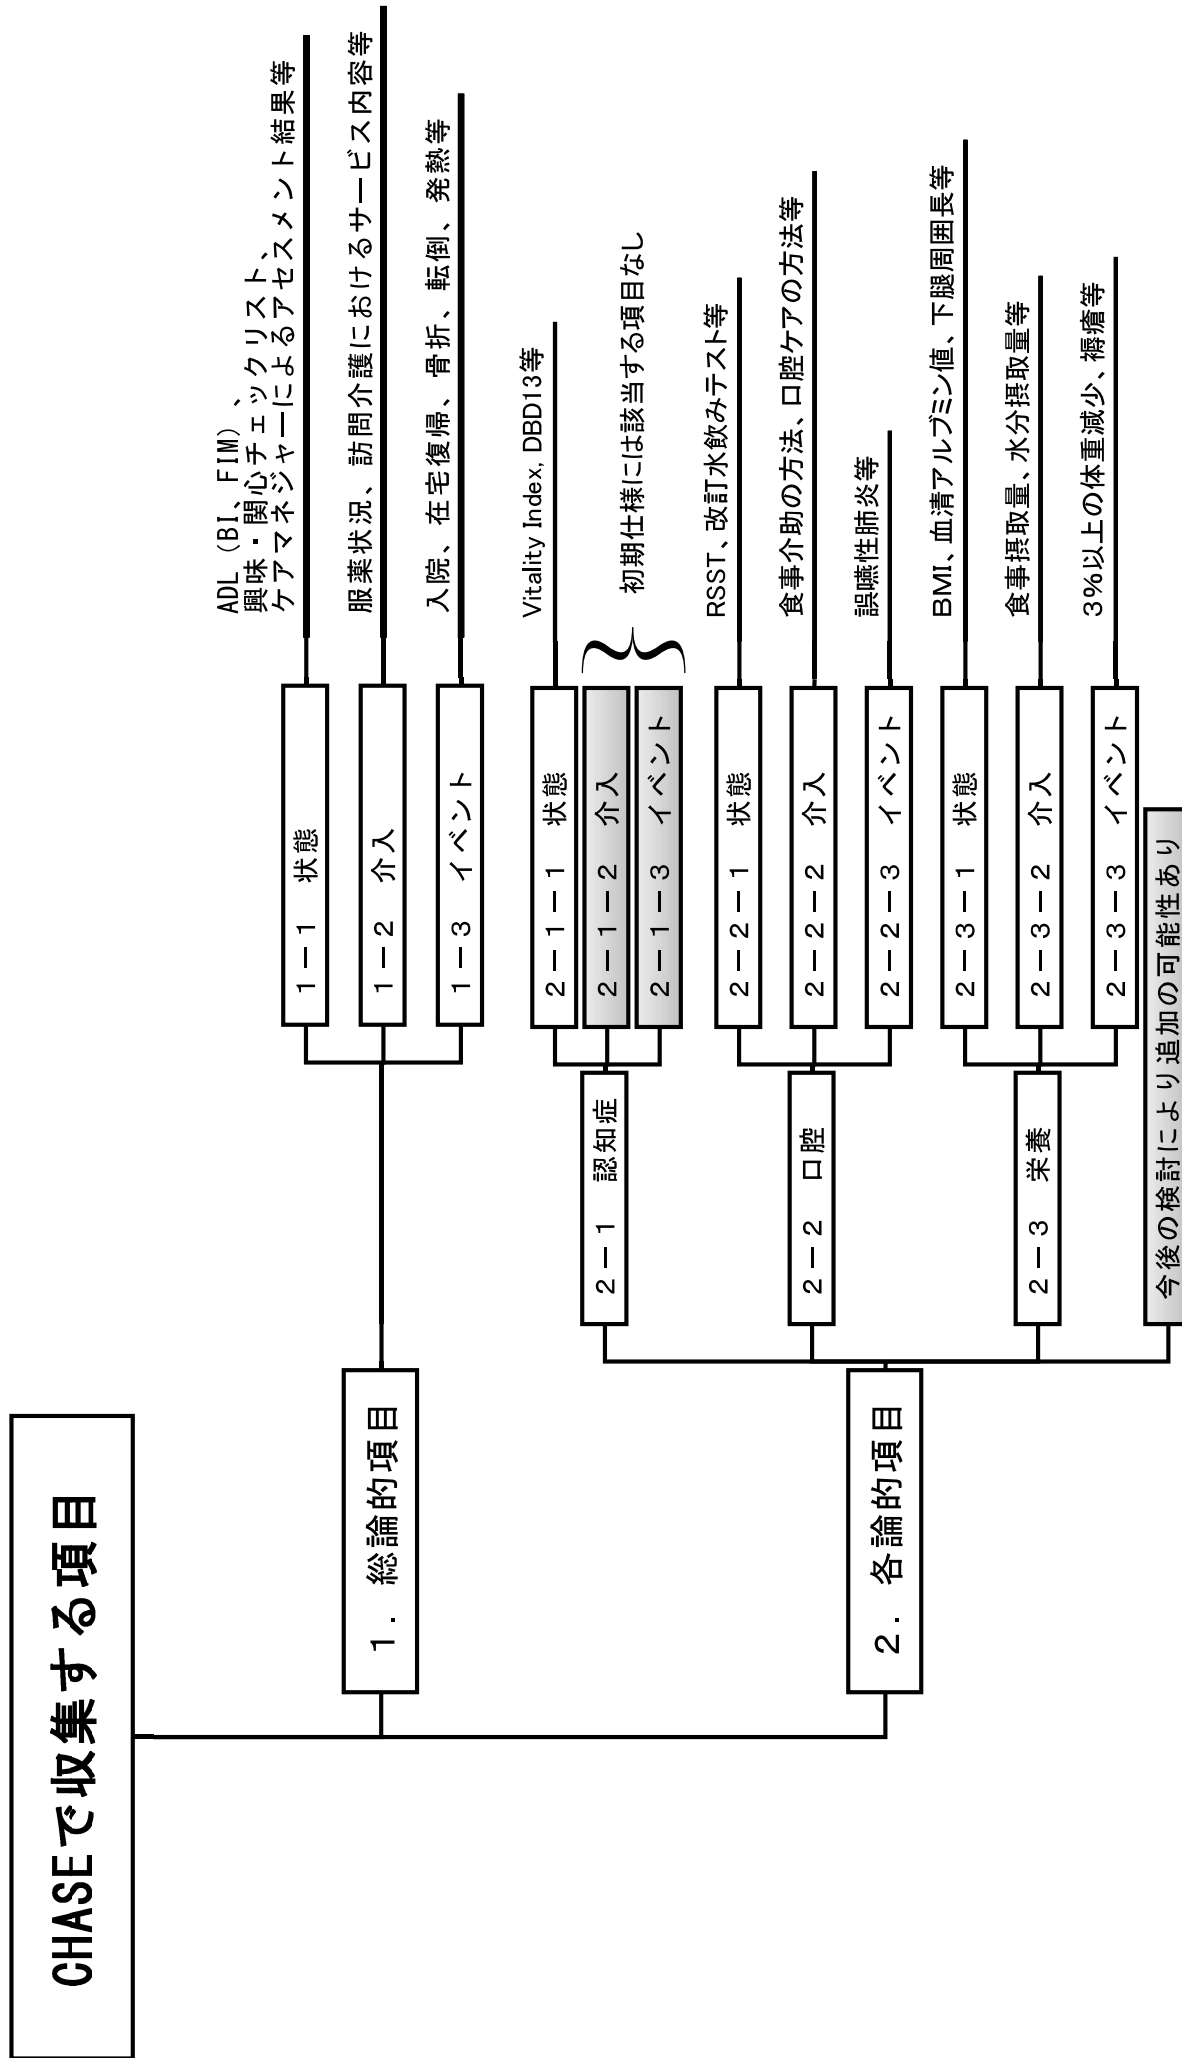 CHASEで収集する項目
１．総論的項目
１－１　状態
ADL（BI、FIM）、
興味・関心チェックリスト、
ケアマネジャーによるアセスメント結果等
１－２　介入
服薬状況、訪問介護におけるサービス内容等
１－３　イベント
入院、在宅復帰、骨折、転倒、発熱等
２．各論的項目
２－１　認知症
２－１－１　状態
Vitality Index, DBD13等
２－１－２　介入
２－１－３　イベント
初期仕様には該当する項目なし
２－２　口腔
２－２－１　状態
RSST、改訂水飲みテスト等
２－２－２　介入
食事介助の方法、口腔ケアの方法等
２－２－３　イベント
誤嚥性肺炎等
２－３　栄養
２－３－１　状態
BMI、血清アルブミン値、下腿周囲長等
２－３－２　介入
食事摂取量、水分摂取量等
２－３－３　イベント
３％以上の体重減少、褥瘡等
今後の検討により追加の可能性あり